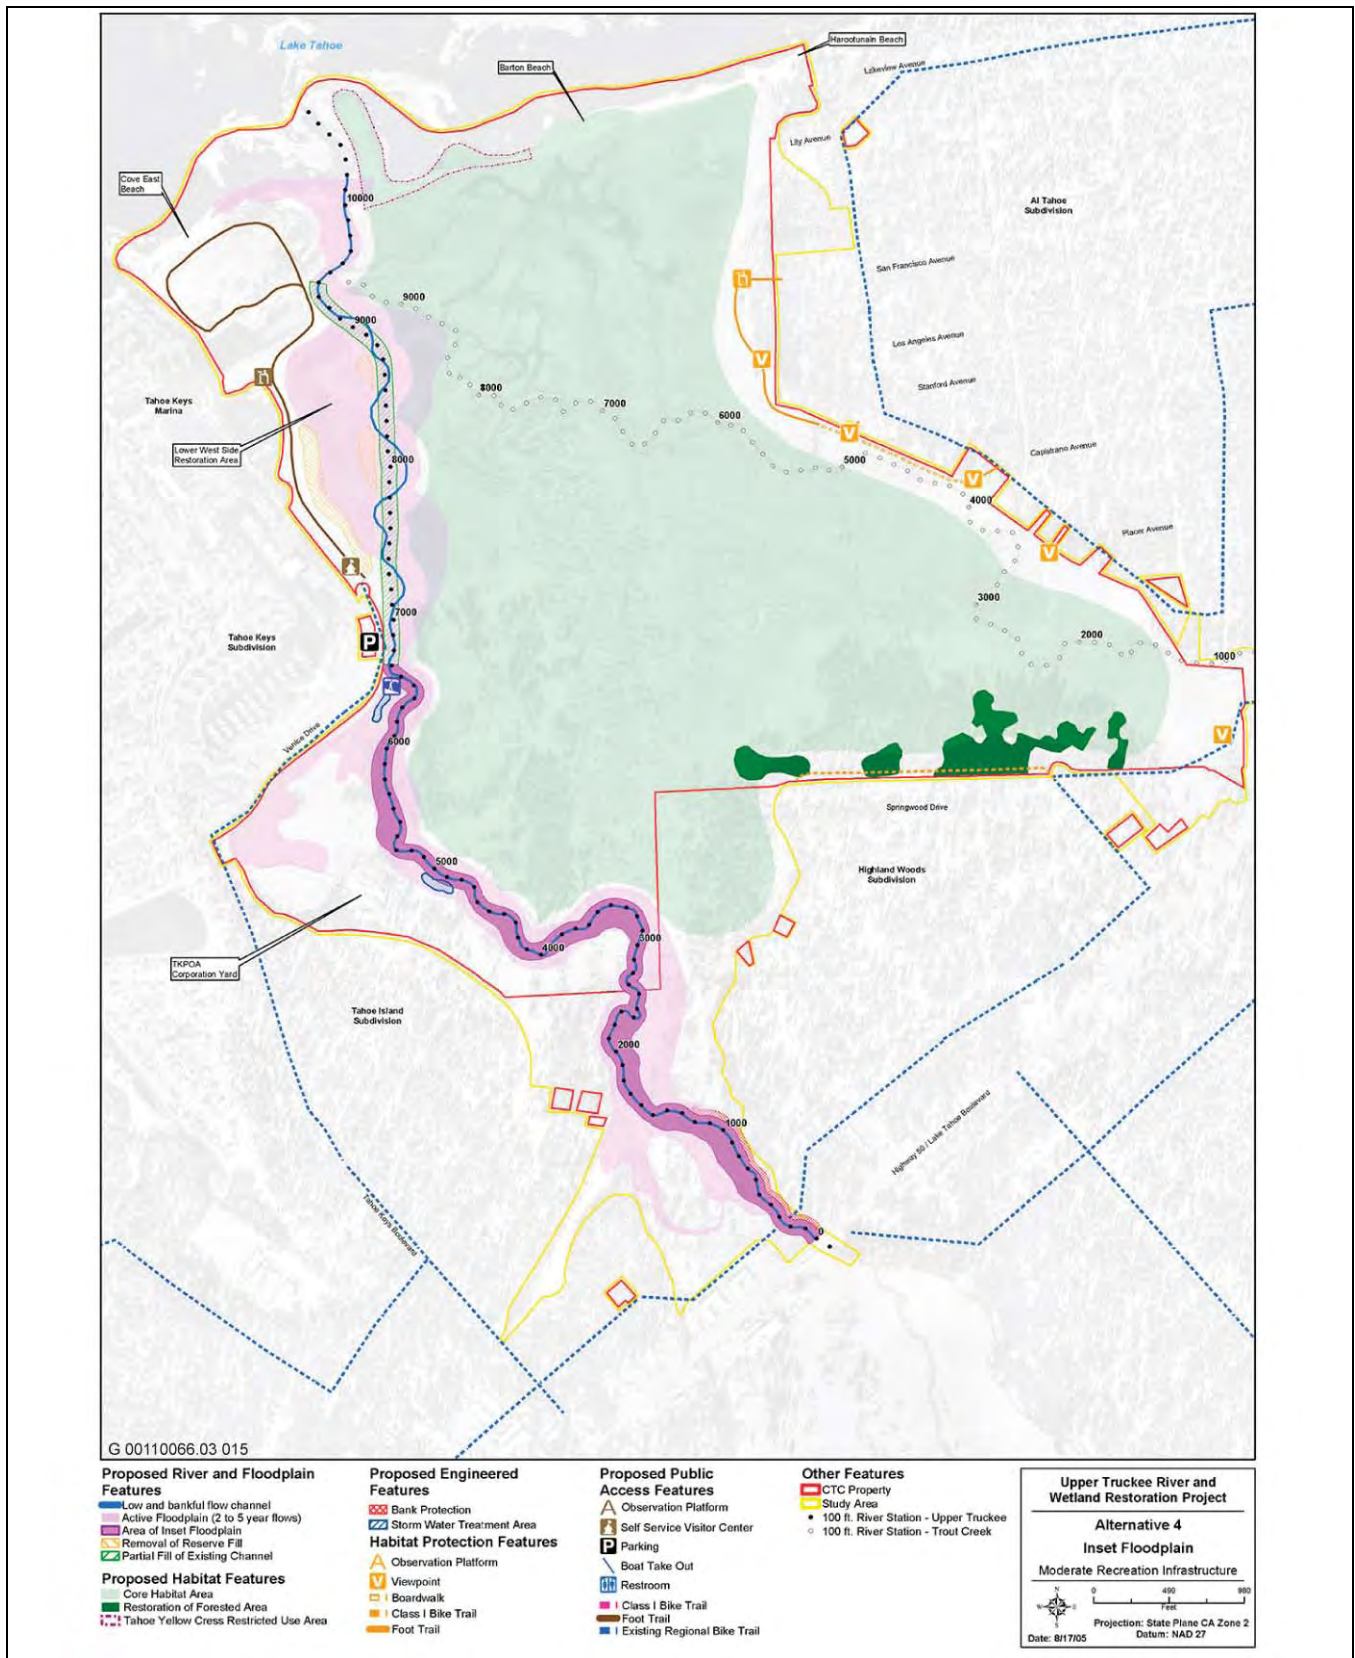 Lake Tahoe
Harootunain Beach
Barton Beach
Lakeview Avenue
Lily Avenue
Cove East
Beach
10000
Al Tahoe
Subdivision
San Francisco Avenue
9000
9000
Los Angeles Avenue
Stanford Avenue
8000
7000
6000
Tahoe Keys
Marina
Lower West Side
Restoration Area
8000
5000
Capistrano Avenue
4000
Placer Avenue
3000
7000
Tahoe Keys
Subdivision
P
2000
1000
Venice Drive
6000
V
V
V
V
V
Springwood Drive
5000
Highland Woods
Subdivision
4000
3000
TKPOA
Corporation Yard
Tahoe Island
Subdivision
2000
1000
Highway 50 / Lake Tahoe Boulevard
Tahoe Keys Boulevard
0
G 00110066.03 015
Proposed River and Floodplain
Features
Low and bankful flow channel
Active Floodplain (2 to 5 year flows)
Area of Inset Floodplain
Removal of Reserve Fill
Partial Fill of Existing Channel
Proposed Habitat Features
Core Habitat Area
Restoration of Forested Area
Tahoe Yellow Cress Restricted Use Area
Proposed Engineered
Features
Bank Protection
Storm Water Treatment Area
Habitat Protection Features
Observation Platform
V Viewpoint
Boardwalk
Class I Bike Trail
Foot Trail
Proposed Public
Access Features
Observation Platform
Self Service Visitor Center
P Parking
Boat Take Out
Restroom
Class I Bike Trail
Foot Trail
Existing Regional Bike Trail
Other Features
CTC Property
Study Area
100 ft. River Station - Upper Truckee
100 ft. River Station - Trout Creek
Upper Truckee River and
Wetland Restoration Project
Alternative 4
Inset Floodplain
Moderate Recreation Infrastructure
N
W E
S
0 490 980
Feet
Projection: State Plane CA Zone 2
Datum: NAD 27
Date: 8/17/05